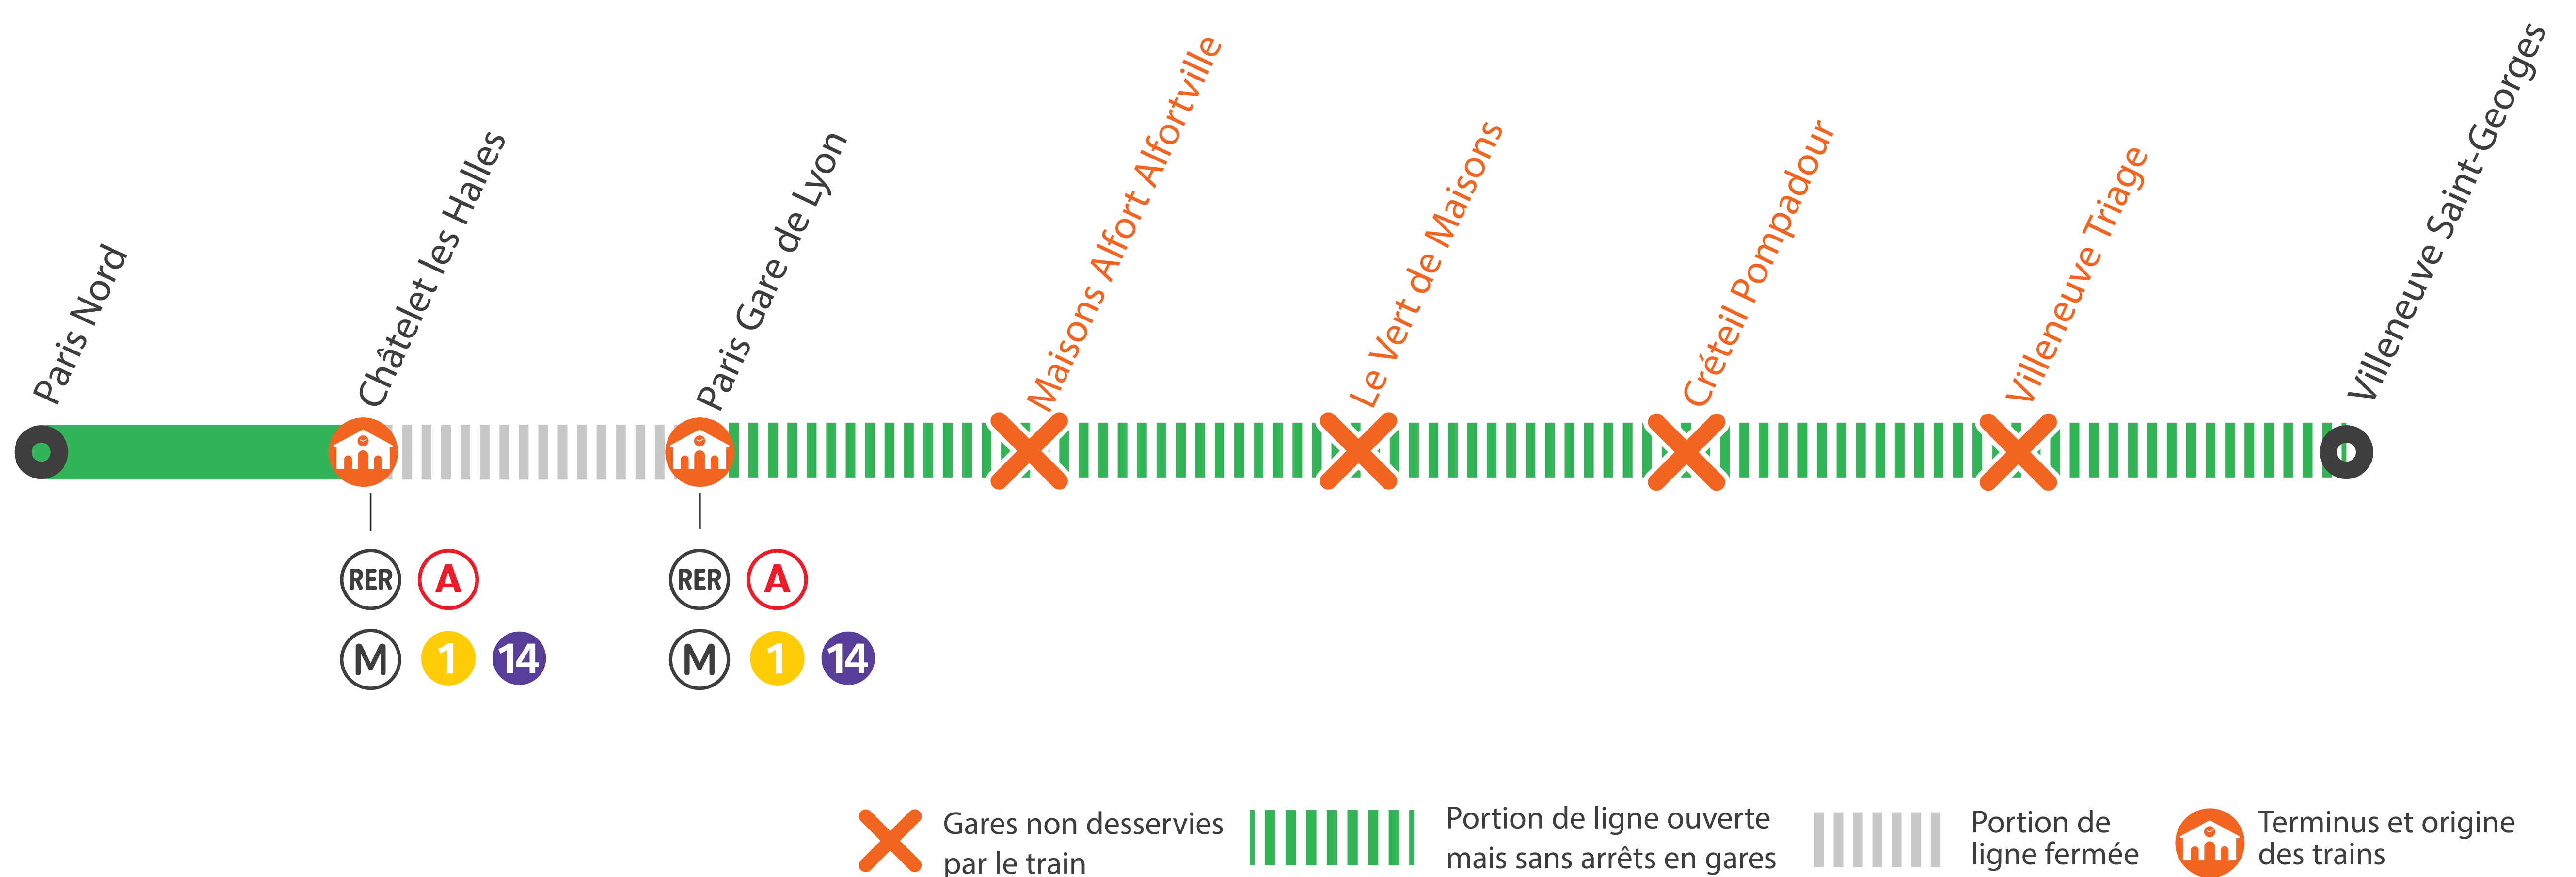 Paris Nord
Châtelet les Halles
Paris Gare de Lyon
Maisons Alfort Alfortville
Le Vert de Maisons
Créteil Pompadour
Villeneuve Triage
Villeneuve Saint-Georges
RER A
M 1 14
RER A
M 1 14
Gares non desservies
par le train
Portion de ligne ouverte
mais sans arrêts en gares
Portion de
ligne fermée
Terminus et origine
des trains